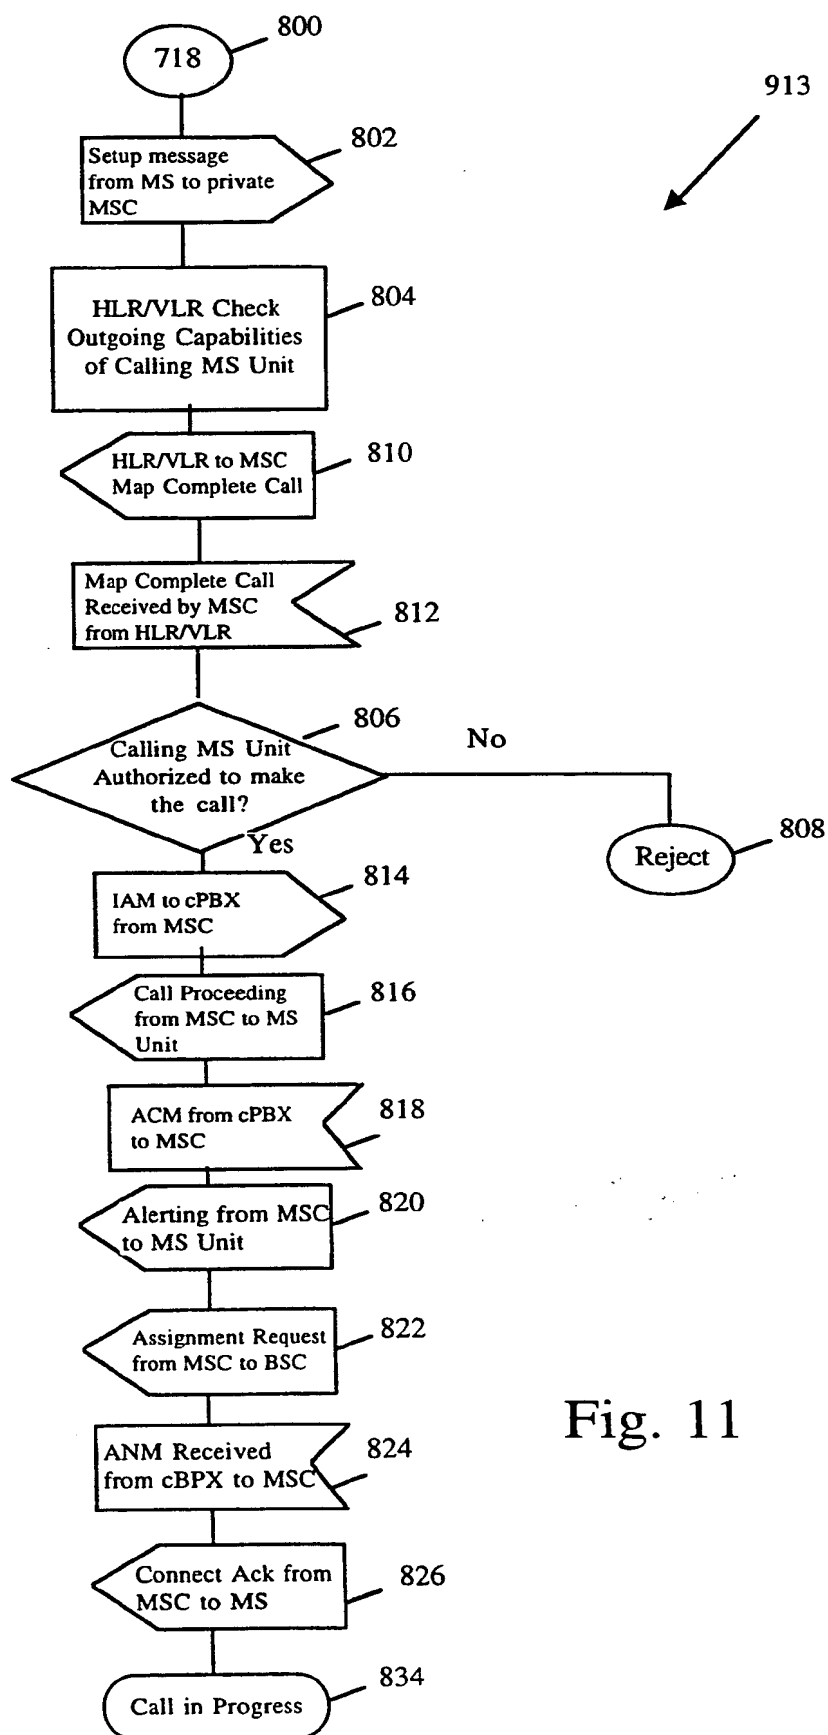 718
800
913
Setup message
from MS to private
MSC
802
HLR/VLR Check
Outgoing Capabilities
of Calling MS Unit
804
HLR/VLR to MSC
Map Complete Call
810
Map Complete Call
Received by MSC
from HLR/VLR
812
806
Calling MS Unit
Authorized to make
the call?
No
Yes
Reject
808
IAM to cPBX
from MSC
814
Call Proceeding
from MSC to MS
Unit
816
ACM from cPBX
to MSC
818
Alerting from MSC
to MS Unit
820
Assignment Request
from MSC to BSC
822
ANM Received
from cBPX to MSC
824
Connect Ack from
MSC to MS
826
Call in Progress
834
Fig. 11